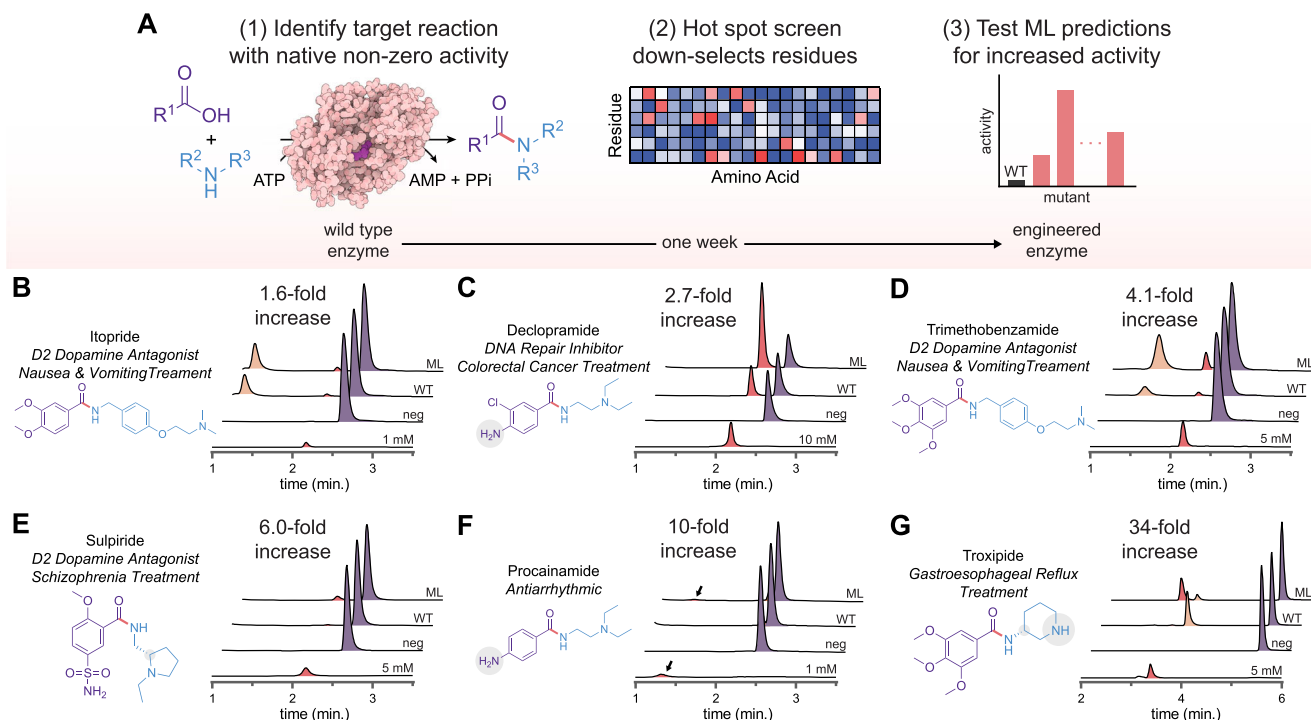 A
(1) Identify target reaction
with native non-zero activity
(2) Hot spot screen
down-selects residues
(3) Test ML predictions
for increased activity
O
R1
OH
+
R2
R3
N
H
ATP
AMP + PPi
O
R1
N
R2
R3
Residue
Amino Acid
activity
WT
...
mutant
wild type
enzyme
one week
engineered
enzyme
B
1.6-fold
increase
Itopride
D2 Dopamine Antagonist
Nausea & VomitingTreament
O
O
O
N
H
O
N
ML
WT
neg
1 mM
1
2
3
time (min.)
C
2.7-fold
increase
Declopramide
DNA Repair Inhibitor
Colorectal Cancer Treatment
Cl
H2N
O
N
H
N
ML
WT
neg
10 mM
1
2
3
time (min.)
D
4.1-fold
increase
Trimethobenzamide
D2 Dopamine Antagonist
Nausea & VomitingTreament
O
O
O
O
N
H
O
N
ML
WT
neg
5 mM
1
2
3
time (min.)
E
6.0-fold
increase
Sulpiride
D2 Dopamine Antagonist
Schizophrenia Treatment
O
O
NH
N
O=S=O
NH2
ML
WT
neg
5 mM
1
2
3
time (min.)
F
10-fold
increase
Procainamide
Antiarrhythmic
O
N
H
N
H2N
ML
WT
neg
1 mM
1
2
3
time (min.)
G
34-fold
increase
Troxipide
Gastroesophageal Reflux
Treatment
O
N
H
NH
O
O
O
ML
WT
neg
5 mM
2
4
6
time (min.)